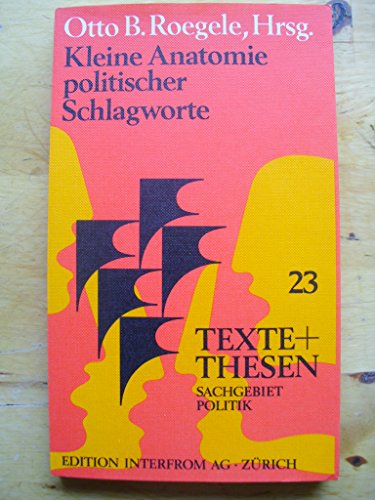 Otto B. Roegele, Hrsg.
Kleine Anatomie
politischer
Schlagworte
23
TEXTE+
THESEN
SACHGEBIET
POLITIK
EDITION INTERFROM AG · ZÜRICH